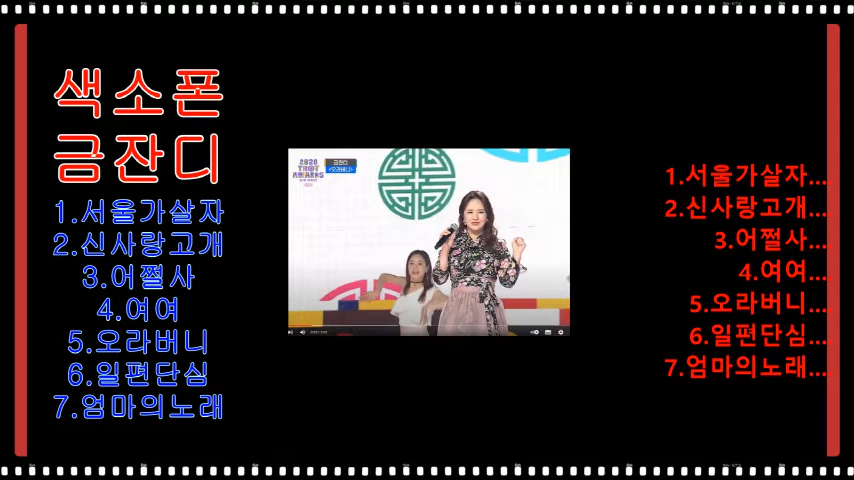 색소폰
금잔디
1.서울가살자
2.신사랑고개
3.어쩔사
4.여여
5.오라버니
6.일편단심
7.엄마의노래
2020
TROT
AWARDS
금잔디
<오라버니>
1.서울가살자....
2.신사랑고개....
3.어쩔사....
4.여여....
5.오라버니....
6.일편단심....
7.엄마의노래....